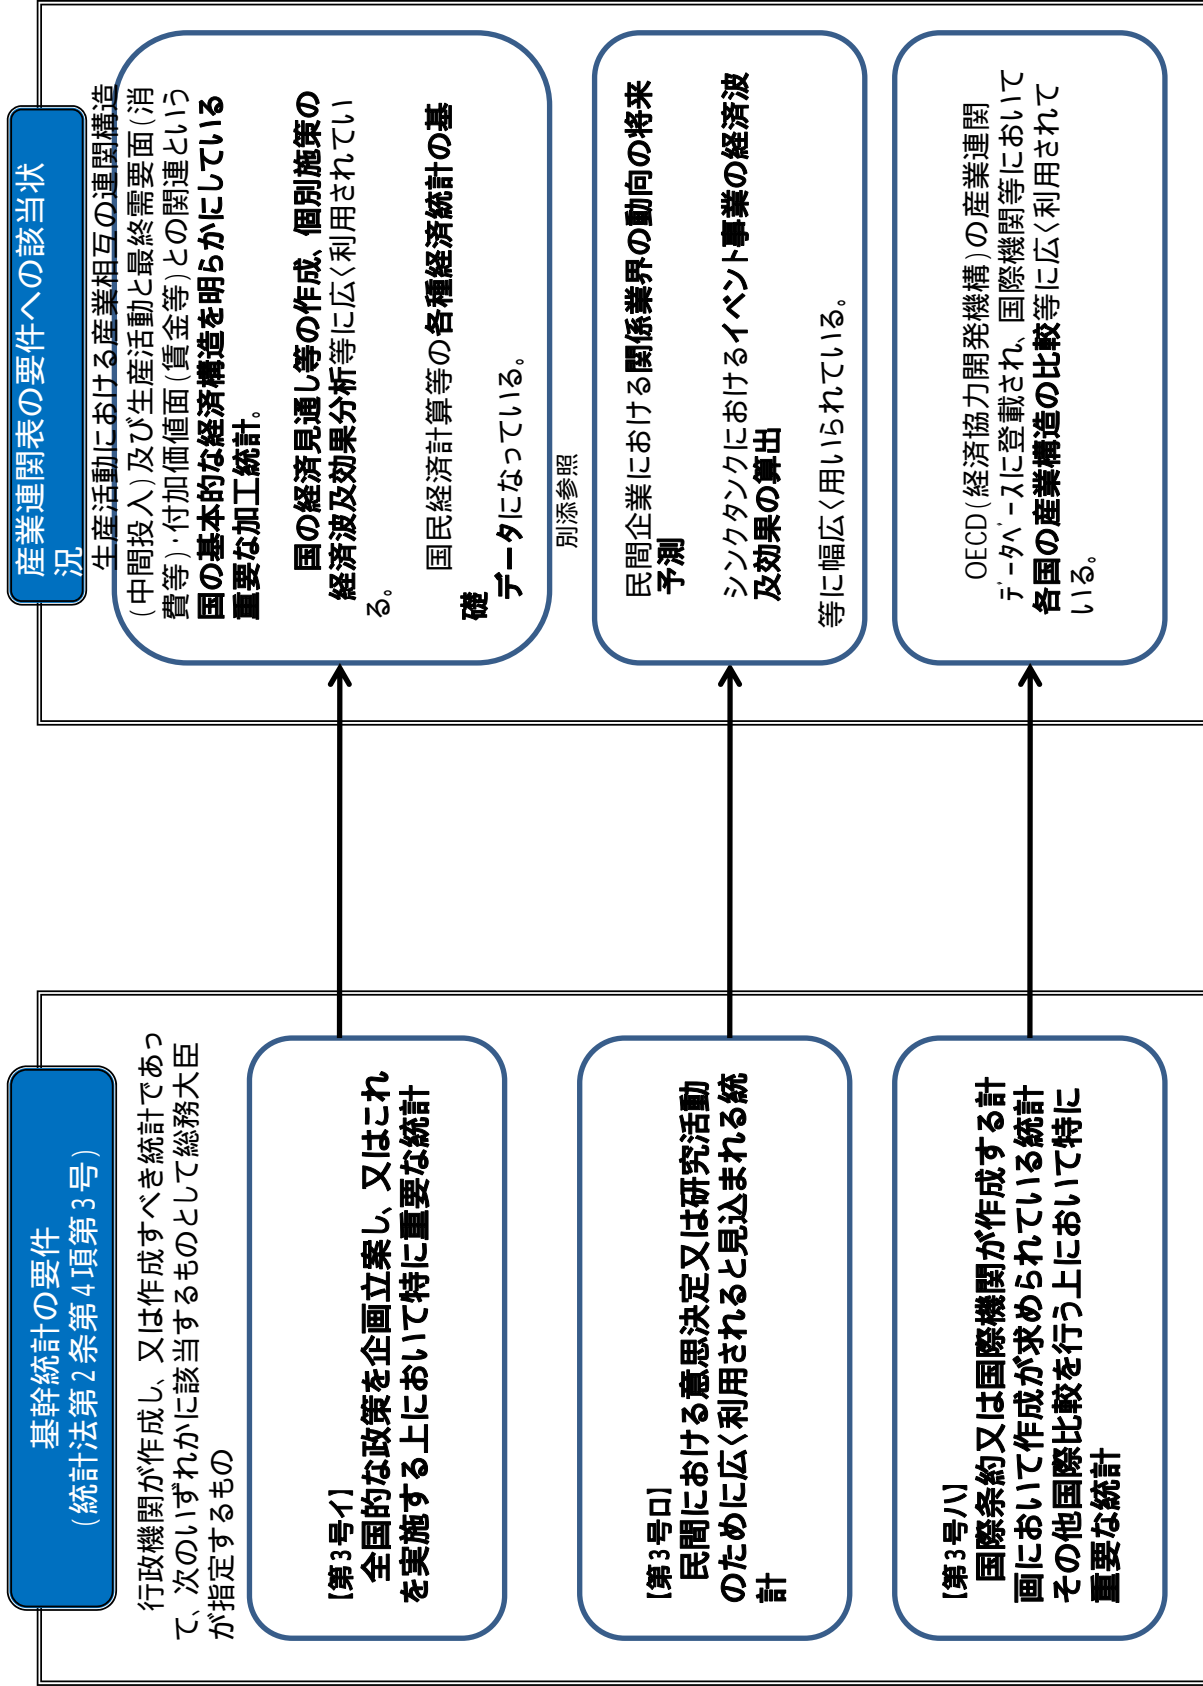 基幹統計の要件
(統計法第2条第4項第3号)
行政機関が作成し、又は作成すべき統計であっ
て、次のいずれかに該当するものとして総務大臣
が指定するもの
【第3号イ】
全国的な政策を企画立案し、又はこれ
を実施する上において特に重要な統計
【第3号ロ】
民間における意思決定又は研究活動
のために広く利用されると見込まれる統
計
【第3号ハ】
国際条約又は国際機関が作成する計
画において作成が求められている統計
その他国際比較を行う上において特に
重要な統計
産業連関表の要件への該当状
況
生産活動における産業相互の連関構造
(中間投入)及び生産活動と最終需要面(消
費等)・付加価値面(賃金等)との関連という
国の基本的な経済構造を明らかにしている
重要な加工統計。
国の経済見通し等の作成、個別施策の
経済波及効果分析等に広く利用されてい
る。
国民経済計算等の各種経済統計の基
礎
データになっている。
別添参照
民間企業における関係業界の動向の将来
予測
シンクタンクにおけるイベント事業の経済波
及効果の算出
等に幅広く用いられている。
OECD(経済協力開発機構)の産業連関
ﾃﾞｰﾀﾍﾞｰｽに登載され、国際機関等において
各国の産業構造の比較等に広く利用されて
いる。